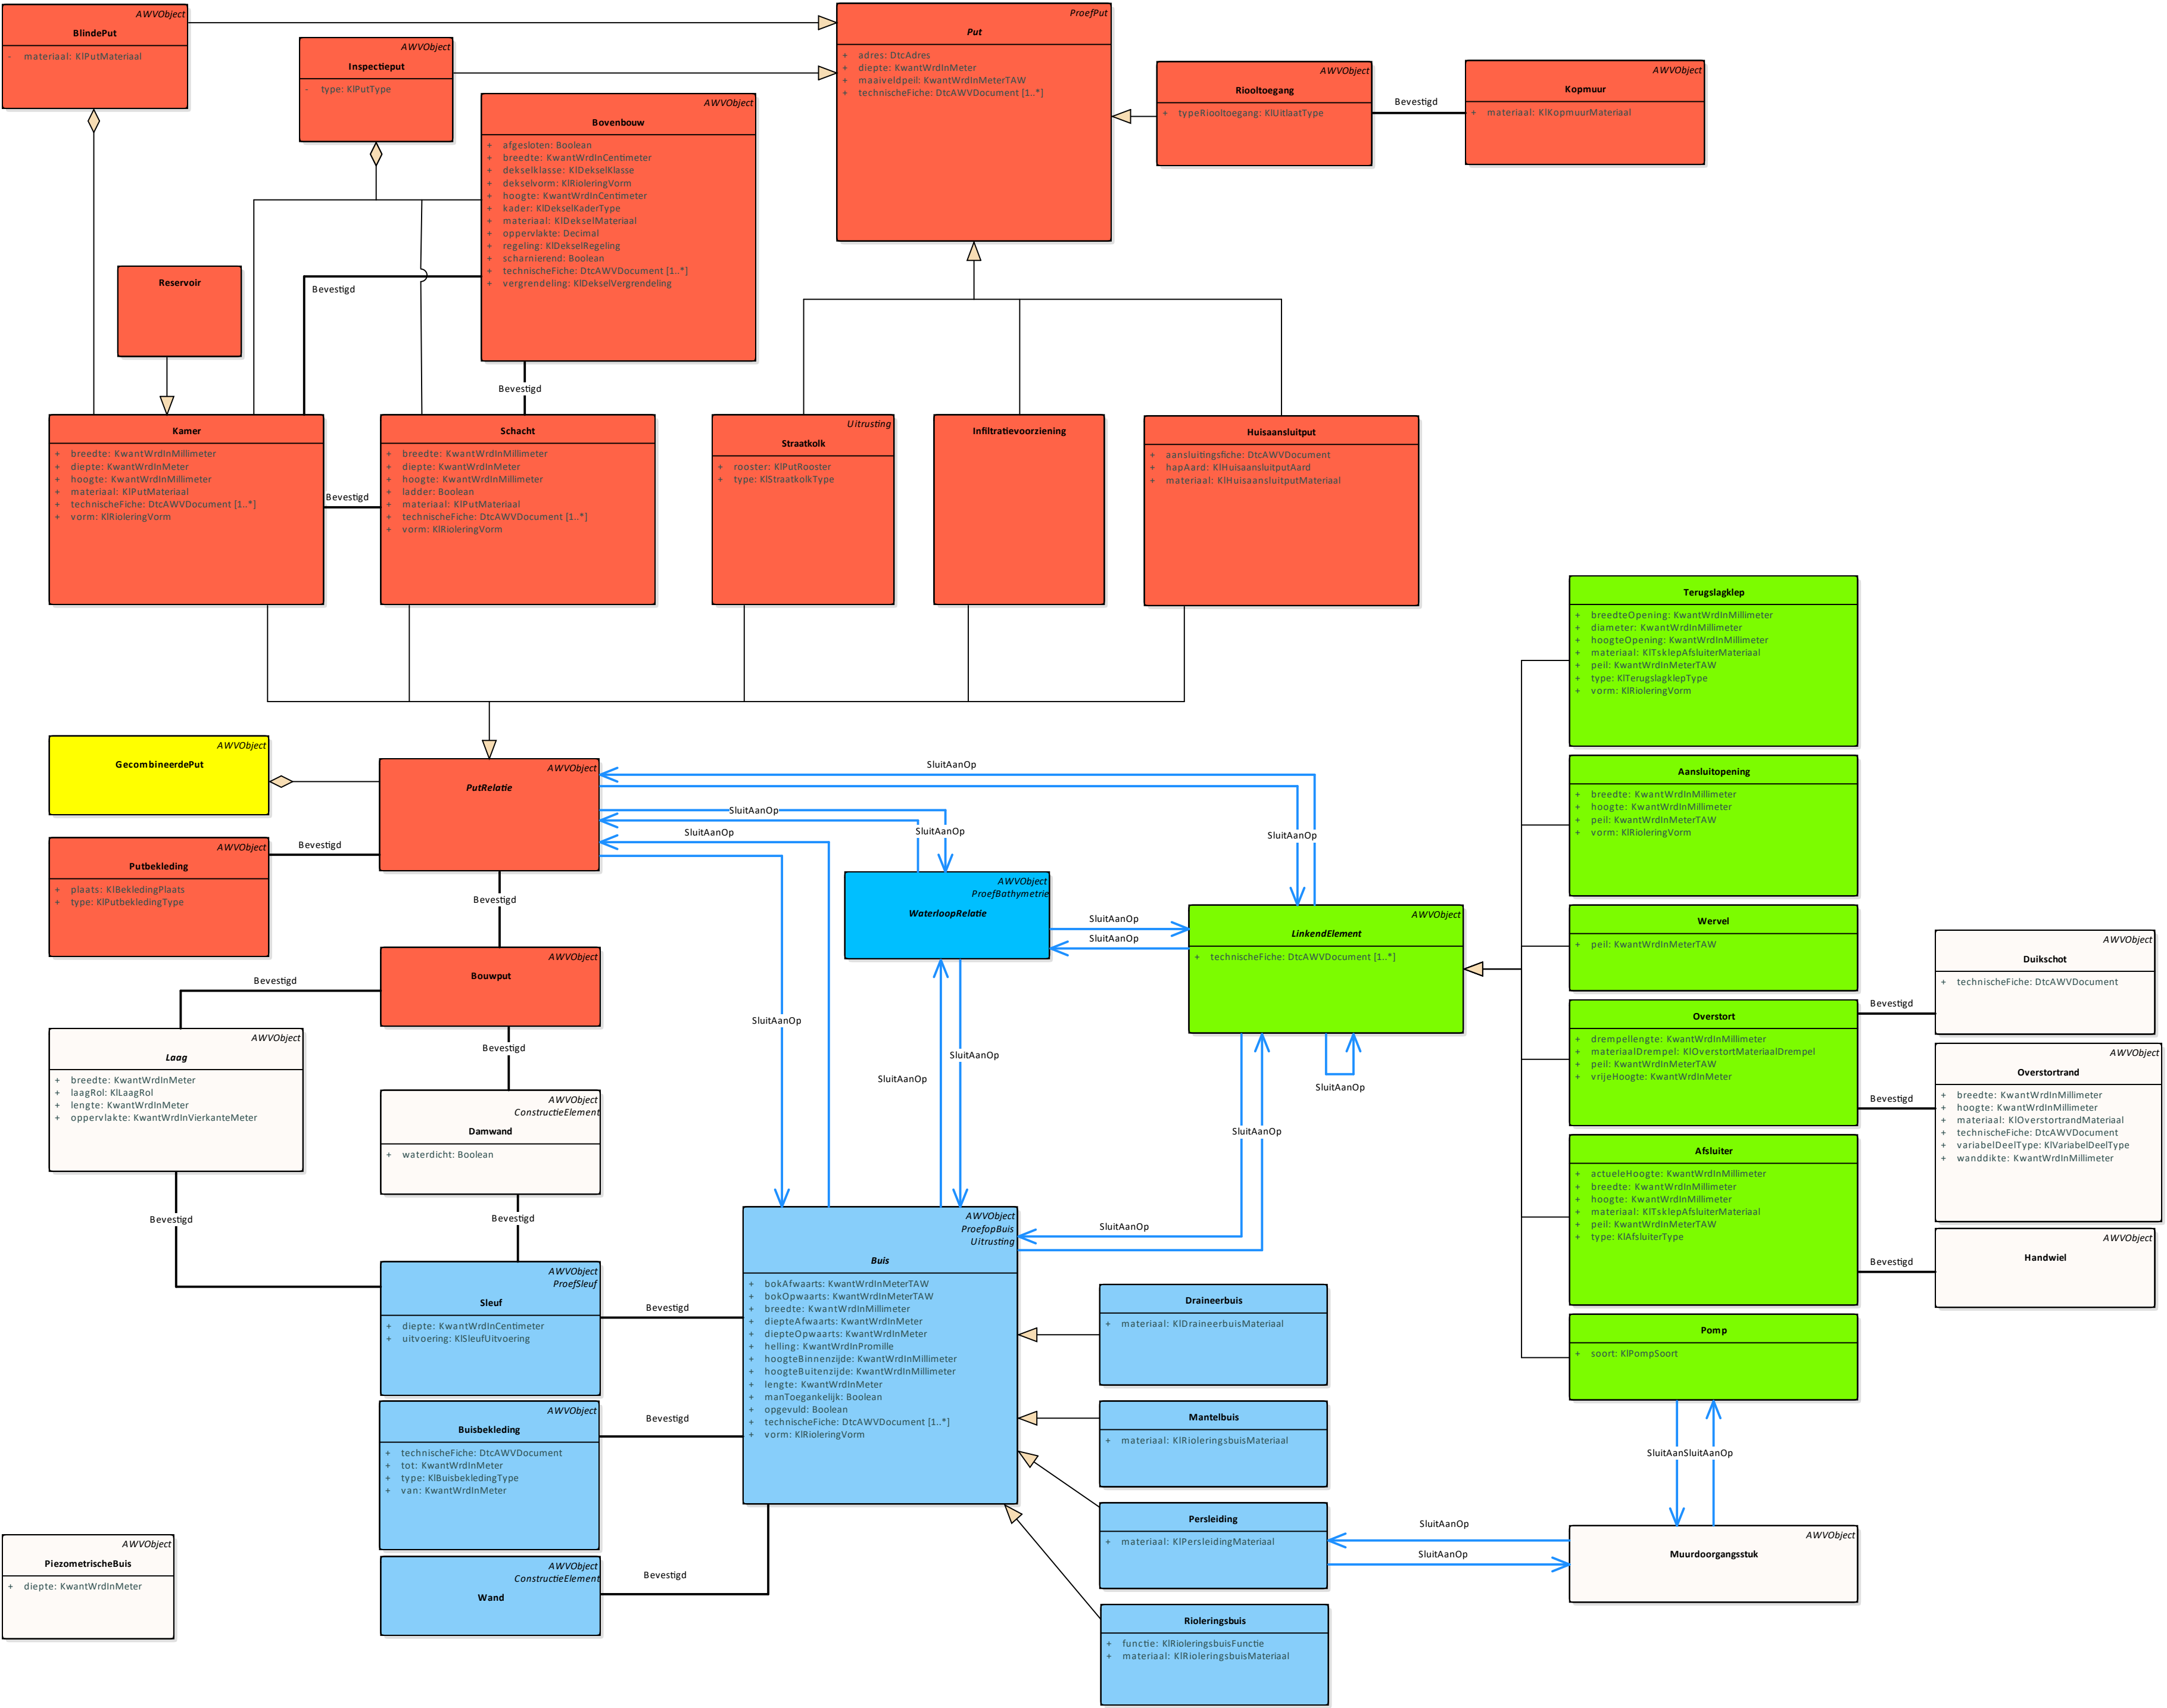 AWVObject
BlindePut
- materiaal: KlPutMateriaal
AWVObject
Inspectieput
- type: KlPutType
ProefPut
Put
+ adres: DtcAdres
+ diepte: KwantWrdInMeter
+ maaiveldpeil: KwantWrdInMeterTAW
+ technischeFiche: DtcAWVDocument [1..*]
AWVObject
Riooltoegang
+ typeRiooltoegang: KlUitlaatType
Bevestigd
AWVObject
Kopmuur
+ materiaal: KlKopmuurMateriaal
AWVObject
Bovenbouw
+ afgesloten: Boolean
+ breedte: KwantWrdInCentimeter
+ dekselklasse: KlDekselKlasse
+ dekselvorm: KlRioleringVorm
+ hoogte: KwantWrdInCentimeter
+ kader: KlDekselKaderType
+ materiaal: KlDekselMateriaal
+ oppervlakte: Decimal
+ regeling: KlDekselRegeling
+ scharnierend: Boolean
+ technischeFiche: DtcAWVDocument [1..*]
+ vergrendeling: KlDekselVergrendeling
Reservoir
Bevestigd
Bevestigd
Kamer
+ breedte: KwantWrdInMillimeter
+ diepte: KwantWrdInMeter
+ hoogte: KwantWrdInMillimeter
+ materiaal: KlPutMateriaal
+ technischeFiche: DtcAWVDocument [1..*]
+ vorm: KlRioleringVorm
Bevestigd
Schacht
+ breedte: KwantWrdInMillimeter
+ diepte: KwantWrdInMeter
+ hoogte: KwantWrdInMillimeter
+ ladder: Boolean
+ materiaal: KlPutMateriaal
+ technischeFiche: DtcAWVDocument [1..*]
+ vorm: KlRioleringVorm
Uitrusting
Straatkolk
+ rooster: KlPutRooster
+ type: KlStraatkolkType
Infiltratievoorziening
Huisaansluitput
+ aansluitingsfiche: DtcAWVDocument
+ hapAard: KlHuisaansluitputAard
+ materiaal: KlHuisaansluitputMateriaal
Terugslagklep
+ breedteOpening: KwantWrdInMillimeter
+ diameter: KwantWrdInMillimeter
+ hoogteOpening: KwantWrdInMillimeter
+ materiaal: KlTsklepAfsluiterMateriaal
+ peil: KwantWrdInMeterTAW
+ type: KlTerugslagklepType
+ vorm: KlRioleringVorm
AWVObject
GecombineerdePut
AWVObject
PutRelatie
SluitAanOp
SluitAanOp
SluitAanOp
SluitAanOp
SluitAanOp
Aansluitopening
+ breedte: KwantWrdInMillimeter
+ hoogte: KwantWrdInMillimeter
+ peil: KwantWrdInMeterTAW
+ vorm: KlRioleringVorm
AWVObject
Putbekleding
+ plaats: KlBekledingPlaats
+ type: KlPutbekledingType
Bevestigd
Bevestigd
AWVObject
ProefBathymetrie
WaterloopRelatie
SluitAanOp
SluitAanOp
AWVObject
LinkendElement
+ technischeFiche: DtcAWVDocument [1..*]
Wervel
+ peil: KwantWrdInMeterTAW
AWVObject
Duikschot
+ technischeFiche: DtcAWVDocument
Bevestigd
AWVObject
Bouwput
Bevestigd
Overstort
+ drempellengte: KwantWrdInMillimeter
+ materiaalDrempel: KlOverstortMateriaalDrempel
+ peil: KwantWrdInMeterTAW
+ vrijeHoogte: KwantWrdInMeter
AWVObject
Overstortrand
+ breedte: KwantWrdInMillimeter
+ hoogte: KwantWrdInMillimeter
+ materiaal: KlOverstortrandMateriaal
+ technischeFiche: DtcAWVDocument
+ variabelDeelType: KlVariabelDeelType
+ wanddikte: KwantWrdInMillimeter
Bevestigd
AWVObject
Laag
+ breedte: KwantWrdInMeter
+ laagRol: KlLaagRol
+ lengte: KwantWrdInMeter
+ oppervlakte: KwantWrdInVierkanteMeter
Bevestigd
SluitAanOp
SluitAanOp
SluitAanOp
SluitAanOp
SluitAanOp
AWVObject
ConstructieElement
Damwand
+ waterdicht: Boolean
Afsluiter
+ actueleHoogte: KwantWrdInMillimeter
+ breedte: KwantWrdInMillimeter
+ hoogte: KwantWrdInMillimeter
+ materiaal: KlTsklepAfsluiterMateriaal
+ peil: KwantWrdInMeterTAW
+ type: KlAfsluiterType
Bevestigd
AWVObject
Handwiel
Bevestigd
Bevestigd
SluitAanOp
AWVObject
ProefSleuf
Sleuf
+ diepte: KwantWrdInCentimeter
+ uitvoering: KlSleufUitvoering
Bevestigd
AWVObject
ProefopBuis
Uitrusting
Buis
+ bokAfwaarts: KwantWrdInMeterTAW
+ bokOpwaarts: KwantWrdInMeterTAW
+ breedte: KwantWrdInMillimeter
+ diepteAfwaarts: KwantWrdInMeter
+ diepteOpwaarts: KwantWrdInMeter
+ helling: KwantWrdInPromille
+ hoogteBinnenzijde: KwantWrdInMillimeter
+ hoogteBuitenzijde: KwantWrdInMillimeter
+ lengte: KwantWrdInMeter
+ manToegankelijk: Boolean
+ opgevuld: Boolean
+ technischeFiche: DtcAWVDocument [1..*]
+ vorm: KlRioleringVorm
Draineerbuis
+ materiaal: KlDraineerbuisMateriaal
Pomp
+ soort: KlPompSoort
AWVObject
Buisbekleding
+ technischeFiche: DtcAWVDocument
+ tot: KwantWrdInMeter
+ type: KlBuisbekledingType
+ van: KwantWrdInMeter
Bevestigd
Mantelbuis
+ materiaal: KlRioleringsbuisMateriaal
SluitAanSluitAanOp
Persleiding
+ materiaal: KlPersleidingMateriaal
SluitAanOp
SluitAanOp
AWVObject
Muurdoorgangsstuk
AWVObject
PiezometrischeBuis
+ diepte: KwantWrdInMeter
AWVObject
ConstructieElement
Wand
Bevestigd
Rioleringsbuis
+ functie: KlRioleringsbuisFunctie
+ materiaal: KlRioleringsbuisMateriaal